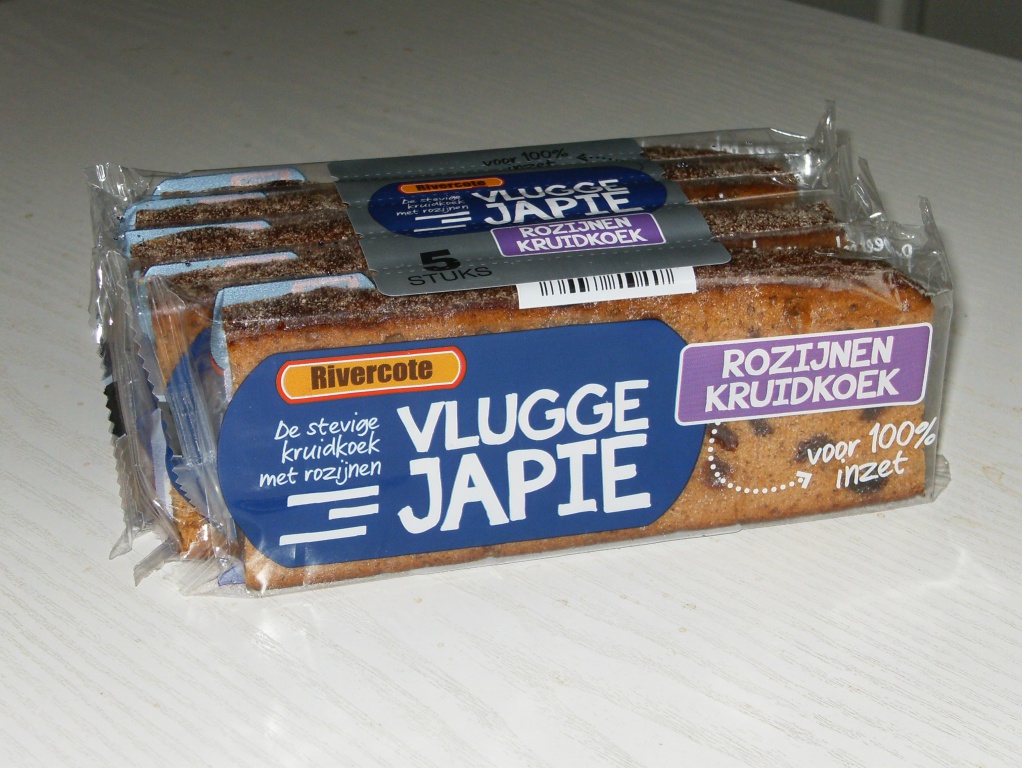 voor 100%
inzet
Rivercote
De stevige
kruidkoek
met rozijnen
VLUGGE
JAPIE
ROZIJNEN
KRUIDKOEK
5
STUKS
Rivercote
De stevige
kruidkoek
met rozijnen
VLUGGE
JAPIE
ROZIJNEN
KRUIDKOEK
voor 100%
inzet